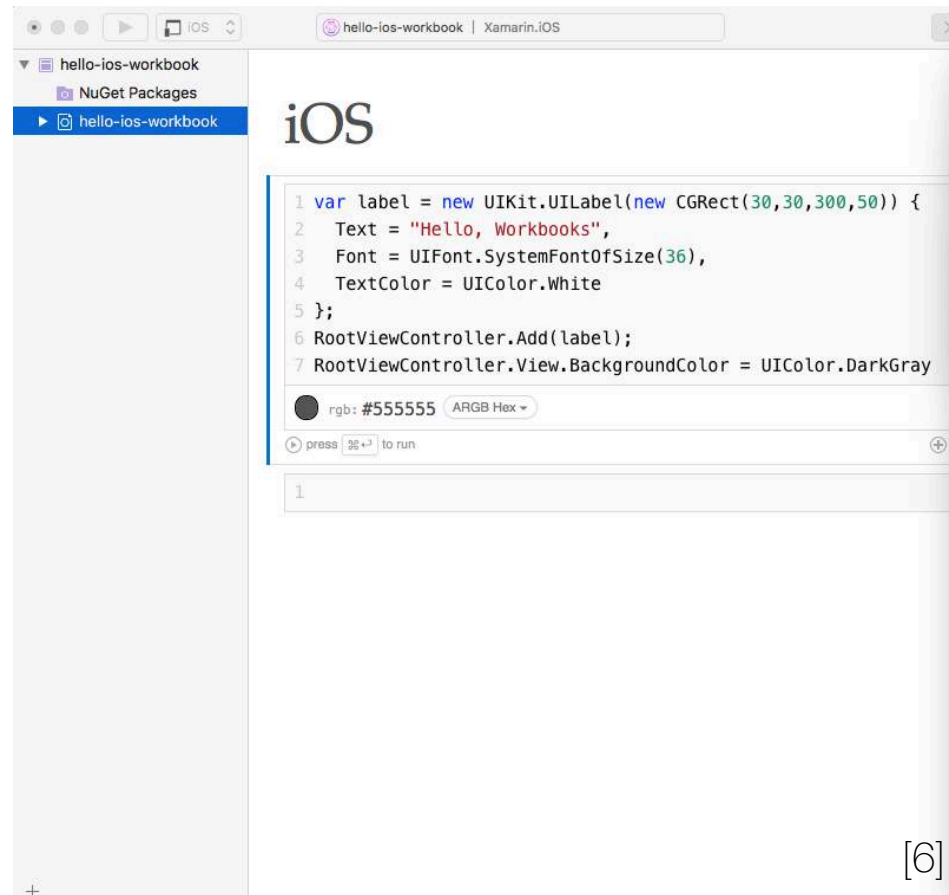 iOS
hello-ios-workbook | Xamarin.iOS
hello-ios-workbook
NuGet Packages
hello-ios-workbook
iOS
1 var label = new UIKit.UILabel(new CGRect(30,30,300,50)) {
2 Text = "Hello, Workbooks",
3 Font = UIFont.SystemFontOfSize(36),
4 TextColor = UIColor.White
5 };
6 RootViewController.Add(label);
7 RootViewController.View.BackgroundColor = UIColor.DarkGray
rgb: #555555 ARGB Hex
press ⌘↵ to run
1
[6]